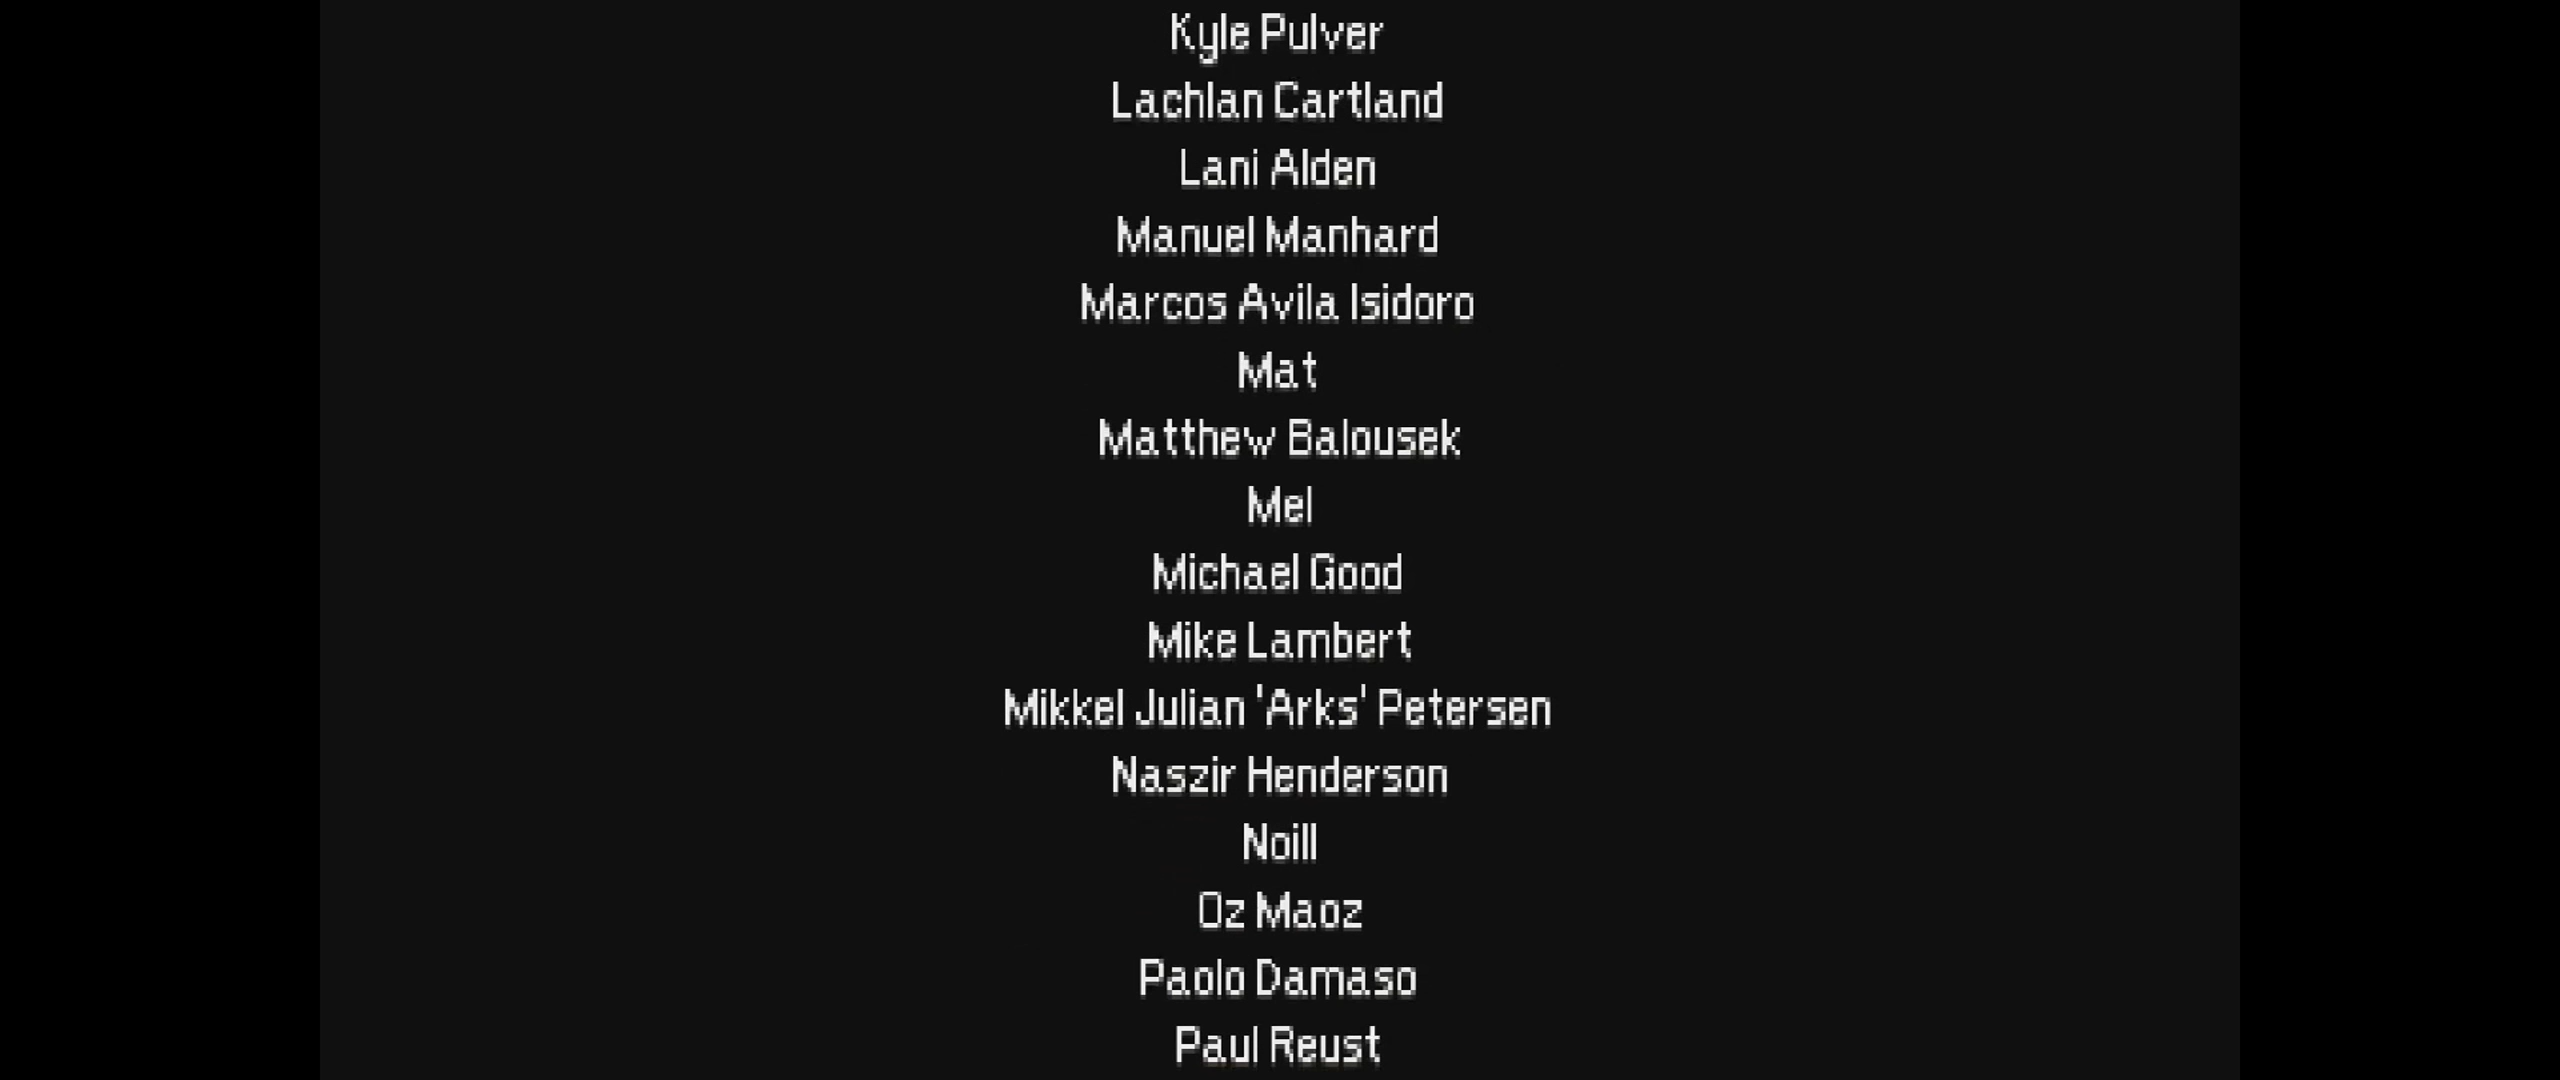 Kyle Pulver
Lachlan Cartland
Lani Alden
Manuel Manhard
Marcos Avila Isidoro
Mat
Matthew Balousek
Mel
Michael Good
Mike Lambert
Mikkel Julian 'Arks' Petersen
Naszir Henderson
Noill
Oz Maoz
Paolo Damaso
Paul Reust